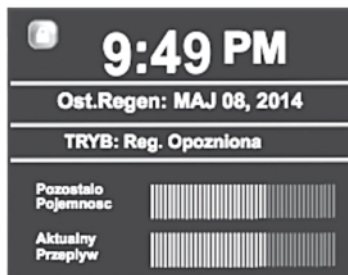 9:49 PM
Ost.Regen: MAJ 08, 2014
TRYB: Reg. Opozniona
Pozostalo
Pojemnosc
Aktualny
Przeplyw